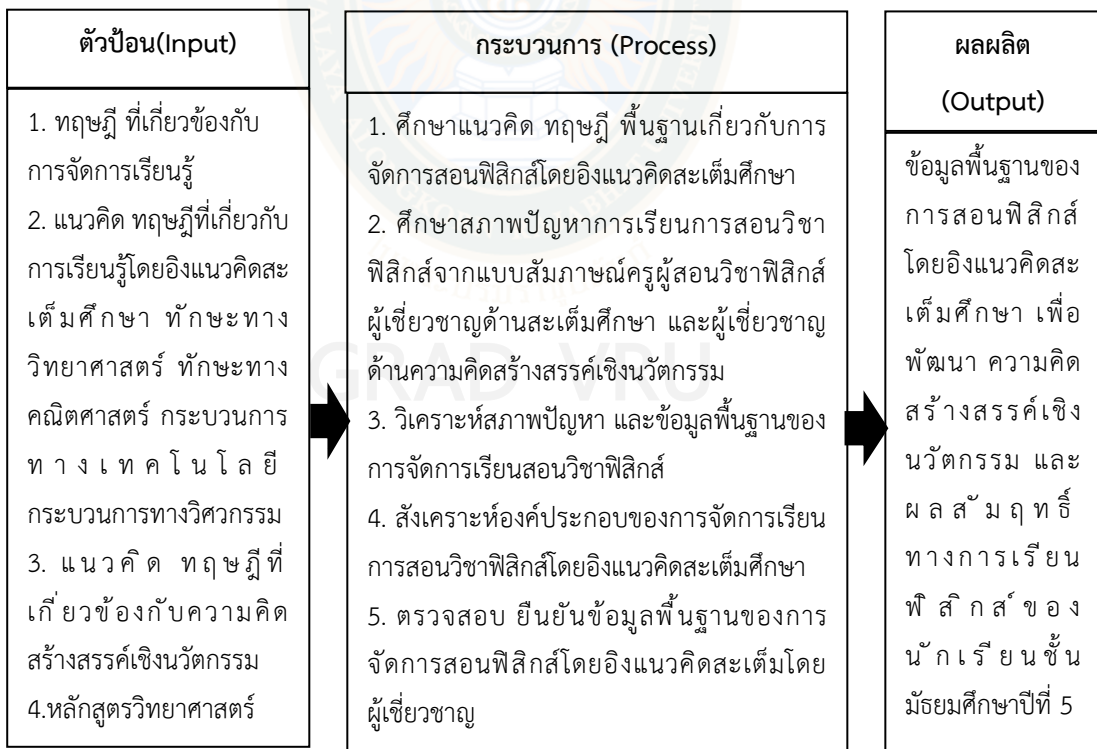 ตัวป้อน(Input)
1. ทฤษฎี ที่เกี่ยวข้องกับ
การจัดการเรียนรู้
2. แนวคิด ทฤษฎีที่เกี่ยวกับ
การเรียนรู้โดยอิงแนวคิดสะ
เต็มศึกษา ทักษะทาง
วิทยาศาสตร์ ทักษะทาง
คณิตศาสตร์ กระบวนการ
ทางเทคโนโลยี
กระบวนการทางวิศวกรรม
3. แนวคิด ทฤษฎีที่
เกี่ยวข้องกับความคิด
สร้างสรรค์เชิงนวัตกรรม
4.หลักสูตรวิทยาศาสตร์
กระบวนการ (Process)
1. ศึกษาแนวคิด ทฤษฎี พื้นฐานเกี่ยวกับการ
จัดการสอนฟิสิกส์โดยอิงแนวคิดสะเต็มศึกษา
2. ศึกษาสภาพปัญหาการเรียนการสอนวิชา
ฟิสิกส์จากแบบสัมภาษณ์ครูผู้สอนวิชาฟิสิกส์
ผู้เชี่ยวชาญด้านสะเต็มศึกษา และผู้เชี่ยวชาญ
ด้านความคิดสร้างสรรค์เชิงนวัตกรรม
3. วิเคราะห์สภาพปัญหา และข้อมูลพื้นฐานของ
การจัดการเรียนสอนวิชาฟิสิกส์
4. สังเคราะห์องค์ประกอบของการจัดการเรียน
การสอนวิชาฟิสิกส์โดยอิงแนวคิดสะเต็มศึกษา
5. ตรวจสอบ ยืนยันข้อมูลพื้นฐานของการ
จัดการสอนฟิสิกส์โดยอิงแนวคิดสะเต็มโดย
ผู้เชี่ยวชาญ
ผลผลิต
(Output)
ข้อมูลพื้นฐานของ
การสอนฟิสิกส์
โดยอิงแนวคิดสะ
เต็มศึกษา เพื่อ
พัฒนา ความคิด
สร้างสรรค์เชิง
นวัตกรรม และ
ผลสัมฤทธิ์
ทางการเรียน
ฟิสิกส์ของ
นักเรียนชั้น
มัธยมศึกษาปีที่ 5
GRAD VRU